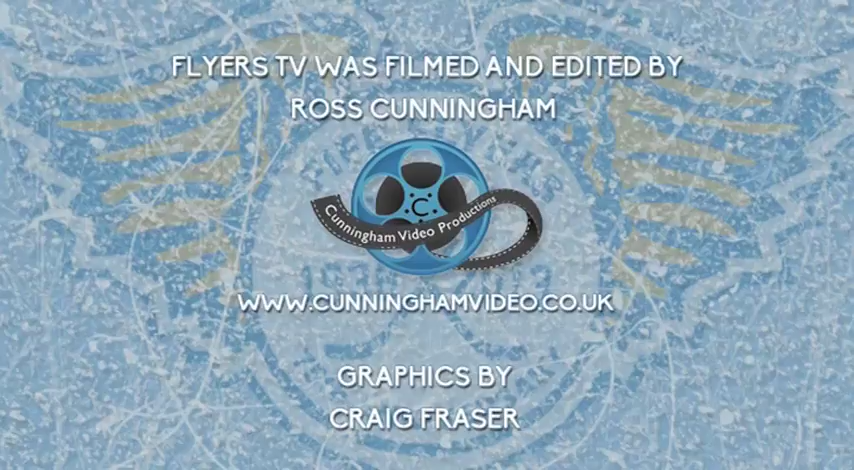 FLYERS TV WAS FILMED AND EDITED BY
ROSS CUNNINGHAM
C
Cunningham Video Productions
WWW.CUNNINGHAMVIDEO.CO.UK
GRAPHICS BY
CRAIG FRASER